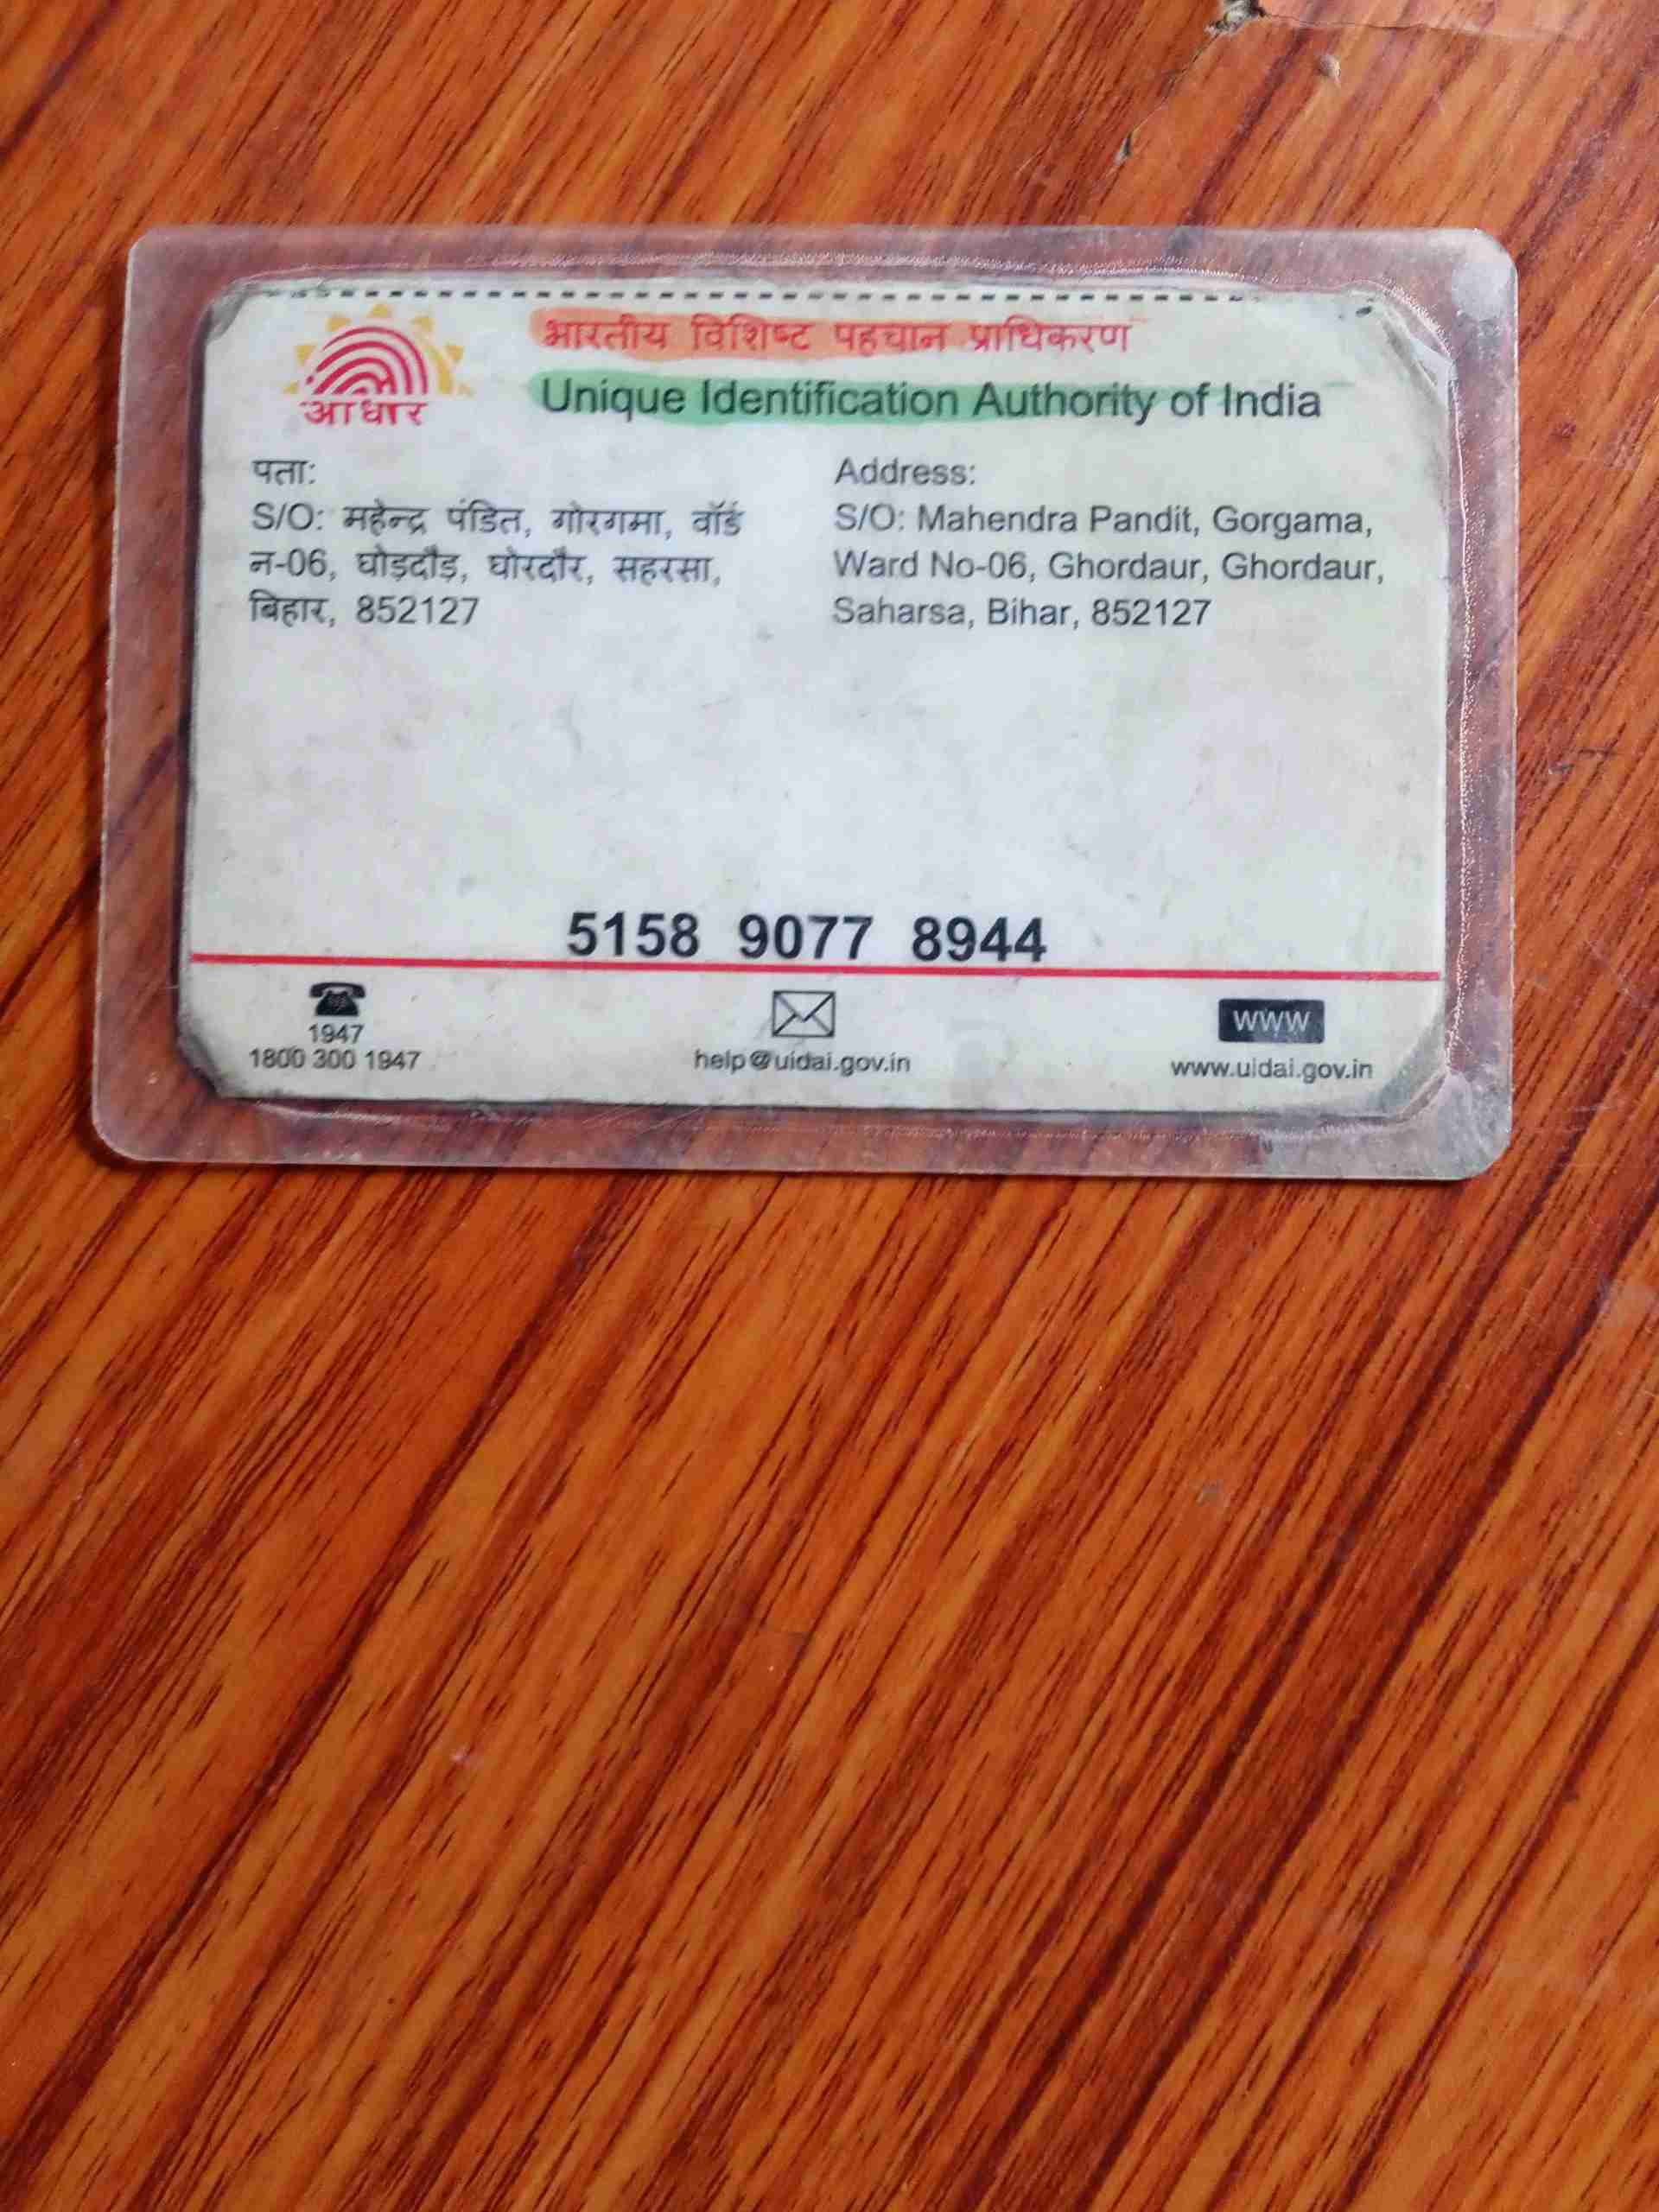 आधार
भारतीय विशिष्ट पहचान प्राधिकरण
Unique Identification Authority of India
पता:
S/O: महेन्द्र पंडित, गोरगमा, वॉर्ड
न-06, घोड़दौड़, घोरदौर, सहरसा,
बिहार, 852127
Address:
S/O: Mahendra Pandit, Gorgama,
Ward No-06, Ghordaur, Ghordaur,
Saharsa, Bihar, 852127
5158 9077 8944
1947
1800 300 1947
help@uidai.gov.in
www
www.uidai.gov.in